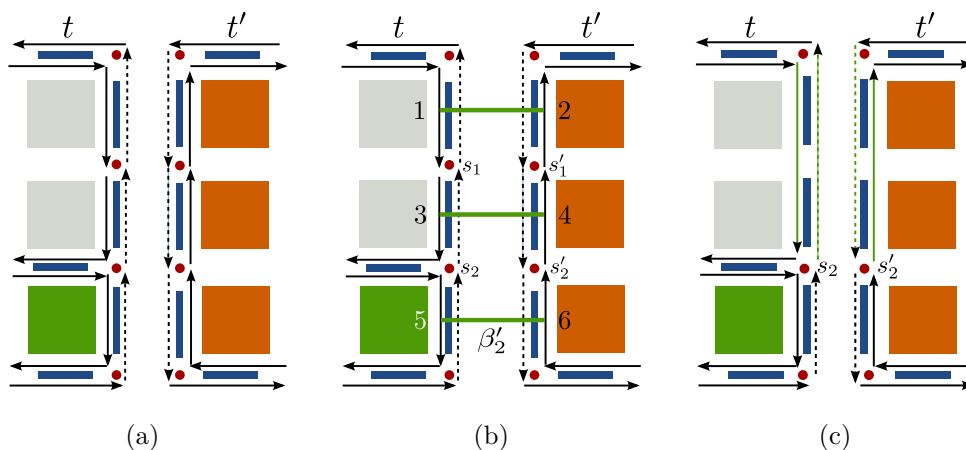 t t′ t t′ t t′
1 2
s₁ s′₁
3 4
s₂ s′₂ s₂ s′₂
5 6
β′₂
(a) (b) (c)